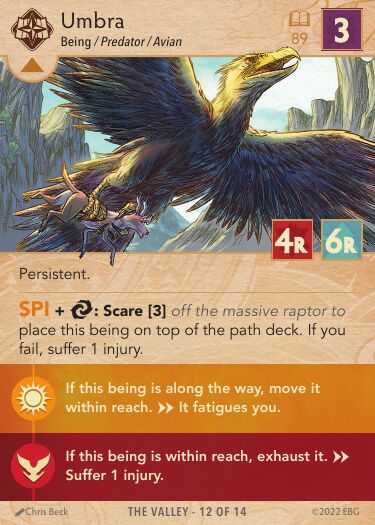 Umbra
Being / Predator / Avian
89
3
4R
6R
Persistent.
SPI + : Scare [3] off the massive raptor to
place this being on top of the path deck. If you
fail, suffer 1 injury.
If this being is along the way, move it
within reach. It fatigues you.
If this being is within reach, exhaust it.
Suffer 1 injury.
Chris Beck
THE VALLEY - 12 OF 14
©2022 EBG